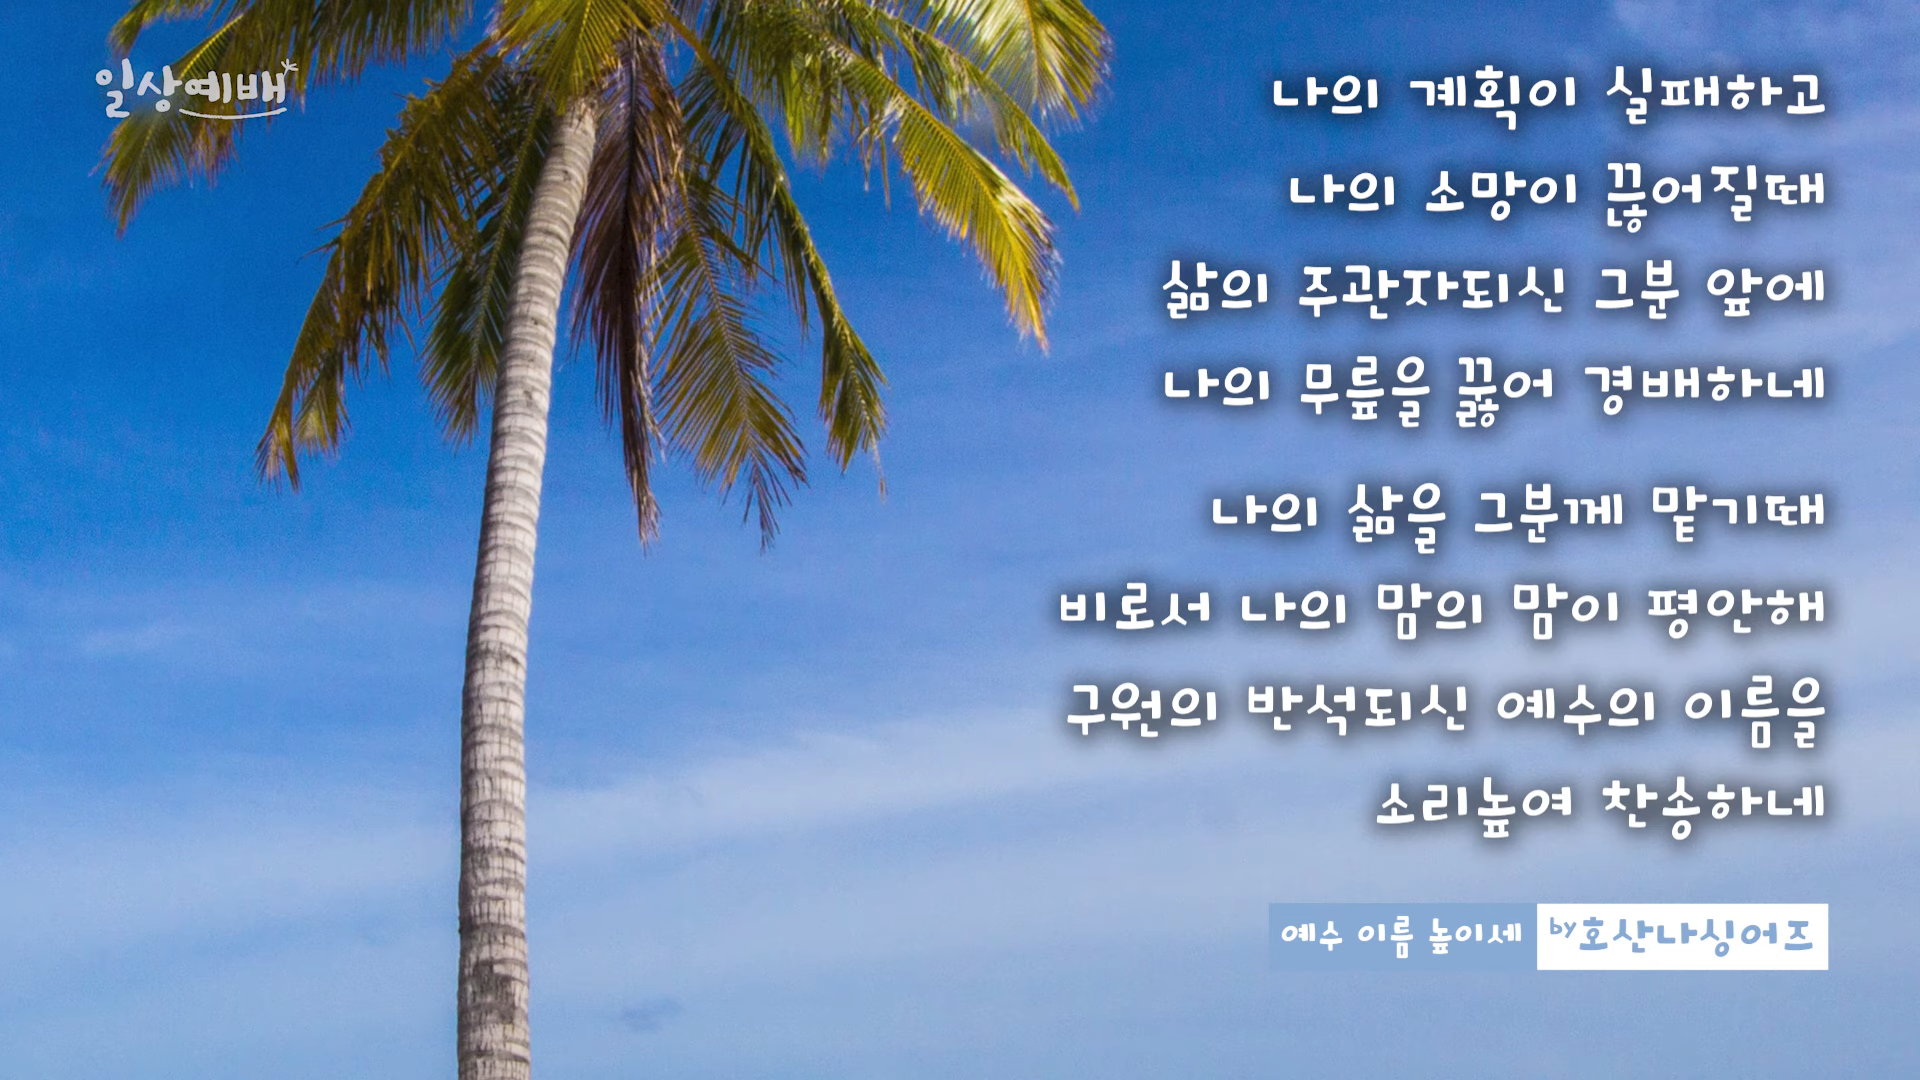 일상예배
나의 계획이 실패하고
나의 소망이 끊어질때
삶의 주관자되신 그분 앞에
나의 무릎을 꿇어 경배하네
나의 삶을 그분께 맡기때
비로서 나의 맘의 맘이 평안해
구원의 반석되신 예수의 이름을
소리높여 찬송하네
예수 이름 높이세 by호산나싱어즈